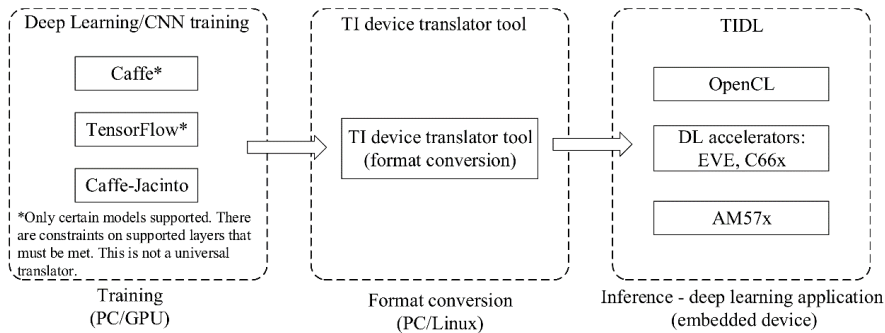 Deep Learning/CNN training
Caffe*
TensorFlow*
Caffe-Jacinto
*Only certain models supported. There
are constraints on supported layers that
must be met. This is not a universal
translator.
Training
(PC/GPU)
TI device translator tool
TI device translator tool
(format conversion)
Format conversion
(PC/Linux)
TIDL
OpenCL
DL accelerators:
EVE, C66x
AM57x
Inference - deep learning application
(embedded device)